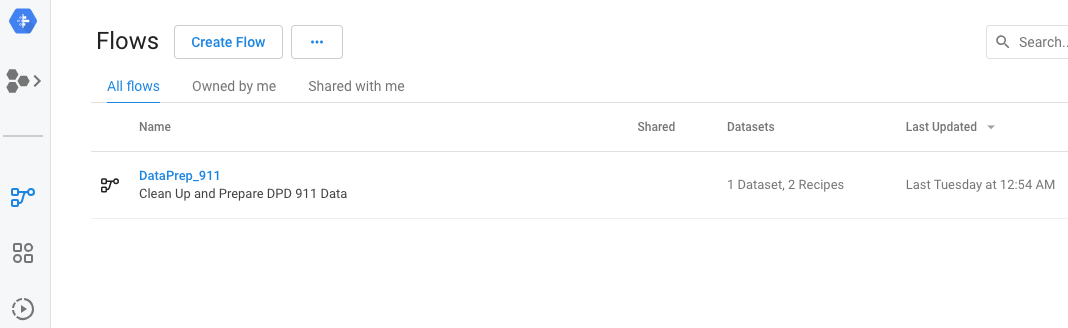 Flows
Create Flow
...
Search..
All flows
Owned by me
Shared with me
Name
Shared
Datasets
Last Updated
DataPrep_911
Clean Up and Prepare DPD 911 Data
1 Dataset, 2 Recipes
Last Tuesday at 12:54 AM